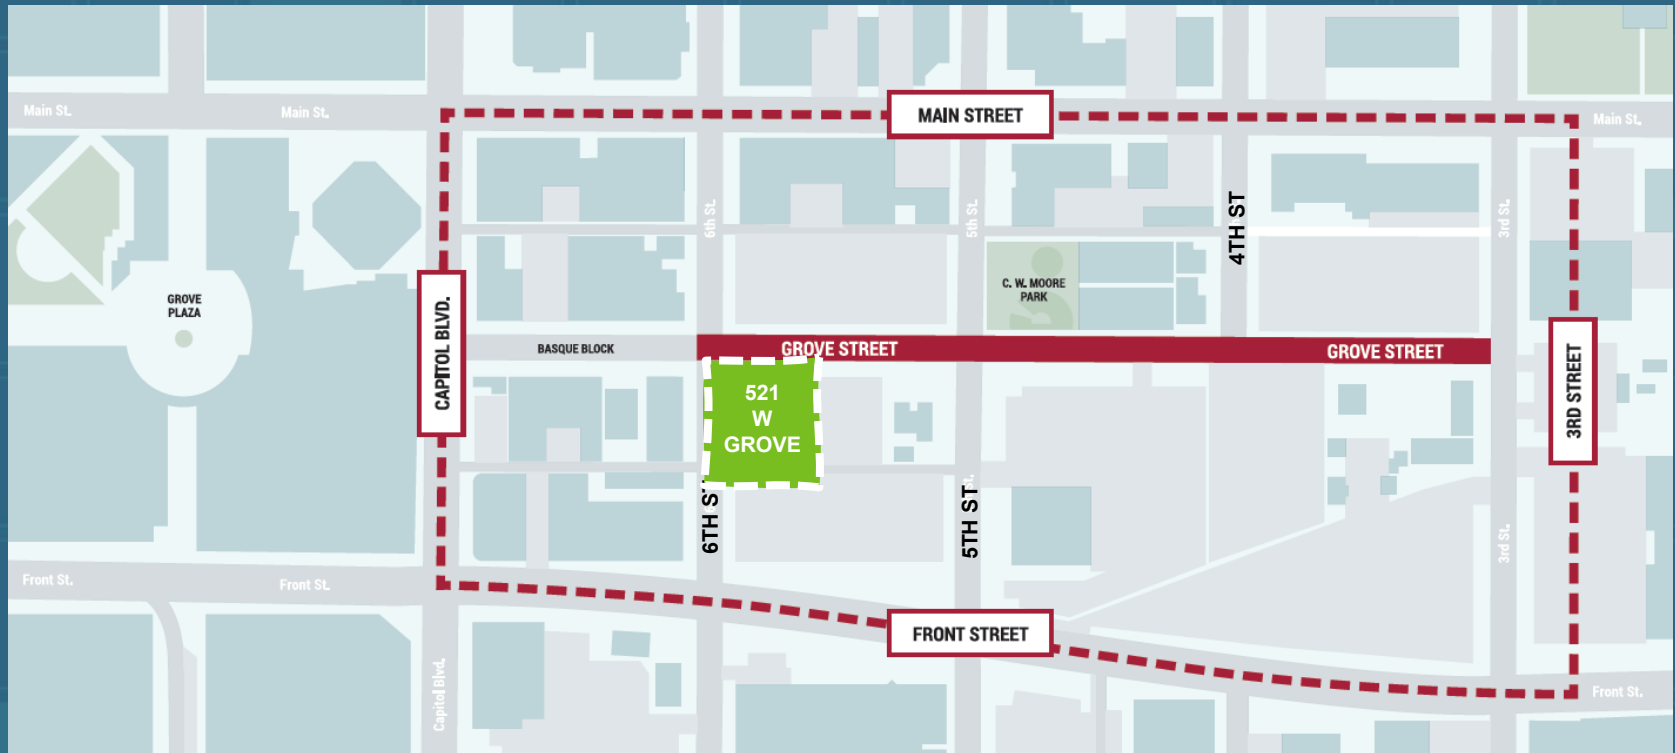 Main St.
Main St.
MAIN STREET
Main St.
6th St.
5th St.
4TH ST
3rd St.
GROVE
PLAZA
C. W. MOORE
PARK
CAPITOL BLVD.
BASQUE BLOCK
GROVE STREET
GROVE STREET
3RD STREET
521
W
GROVE
6TH ST
5TH ST
St.
3rd St.
Front St.
Front St.
FRONT STREET
Capitol Blvd.
Front St.